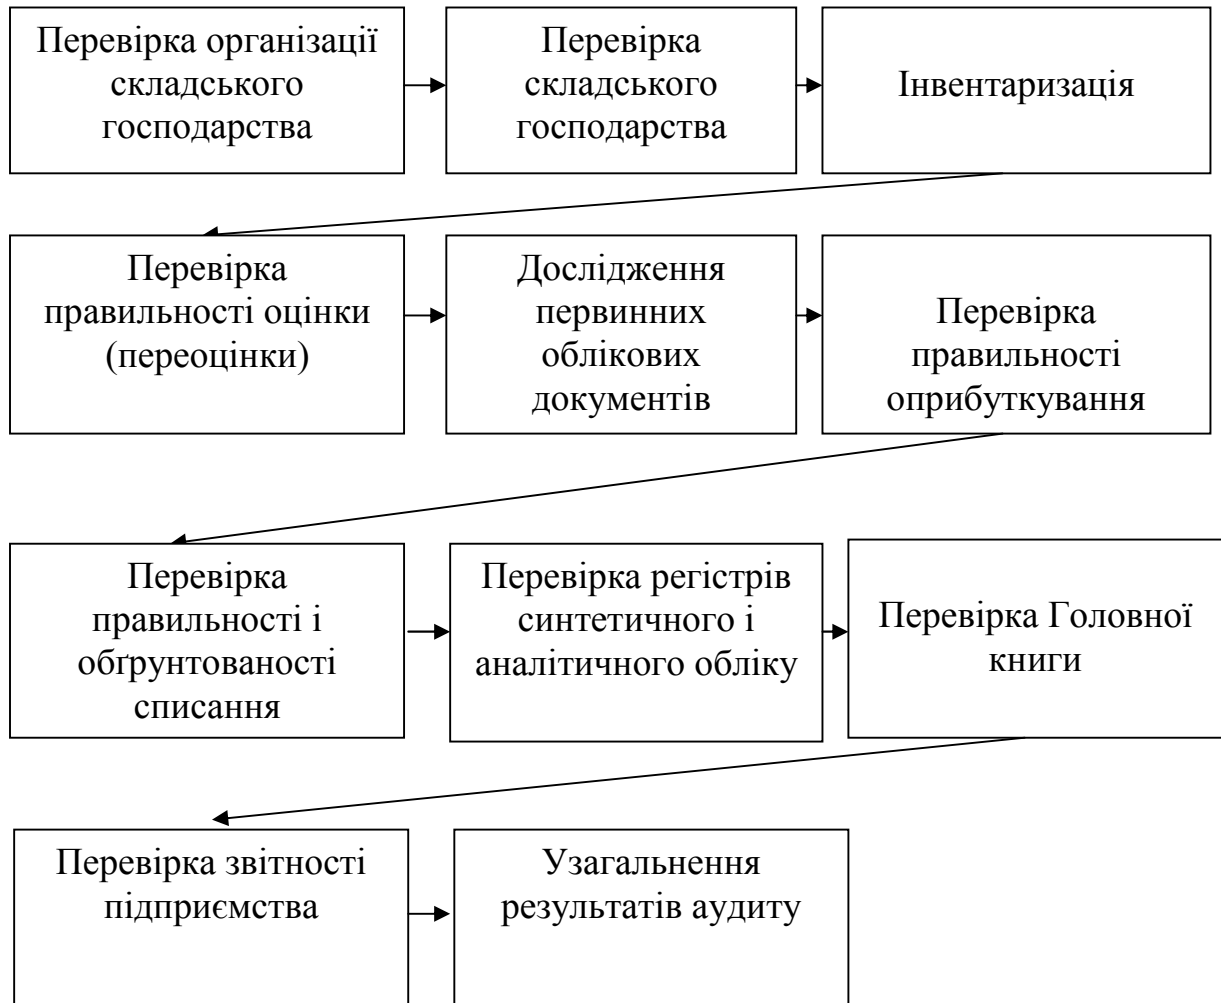 Перевірка організації
складського
господарства
Перевірка
складського
господарства
Інвентаризація
Перевірка
правильності оцінки
(переоцінки)
Дослідження
первинних
облікових
документів
Перевірка
правильності
оприбуткування
Перевірка
правильності і
обґрунтованості
списання
Перевірка регістрів
синтетичного і
аналітичного обліку
Перевірка Головної
книги
Перевірка звітності
підприємства
Узагальнення
результатів аудиту